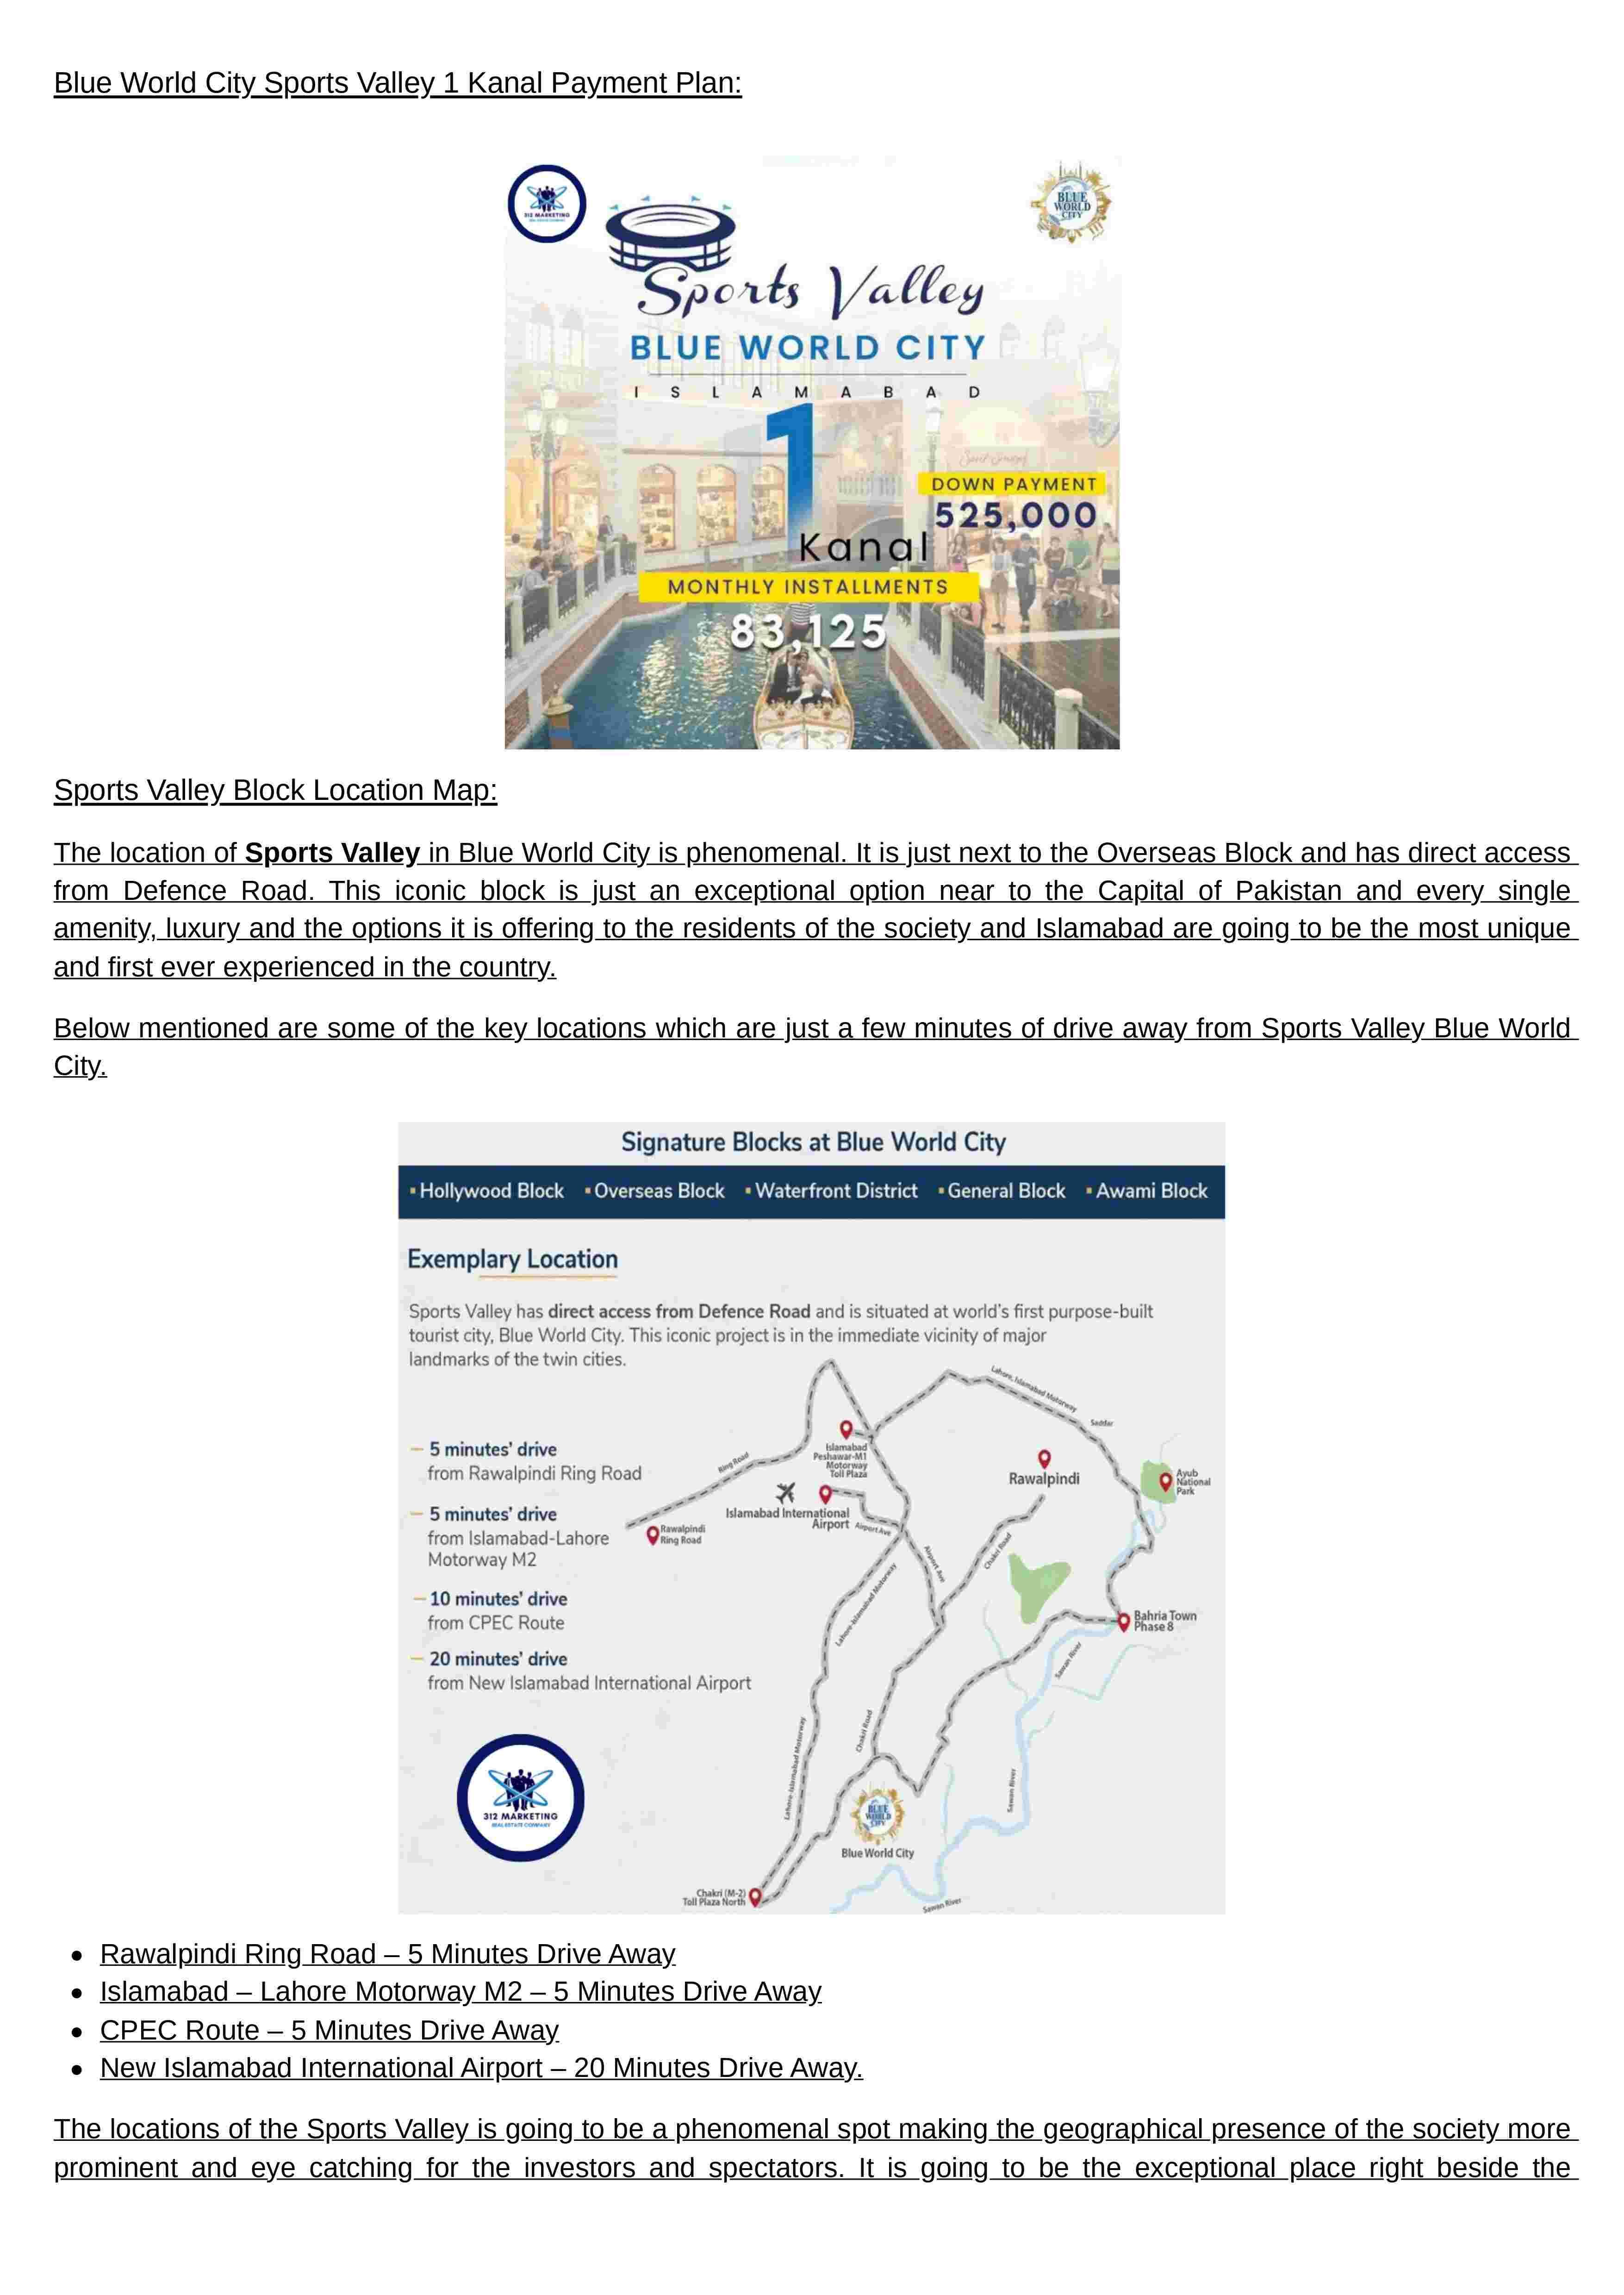 Blue World City Sports Valley 1 Kanal Payment Plan:
312 MARKETING
REAL ESTATE COMPANY
BLUE
WORLD
CITY
Sports Valley
BLUE WORLD CITY
ISLAMABAD
1
Kanal
DOWN PAYMENT
525,000
MONTHLY INSTALLMENTS
83,125
Sports Valley Block Location Map:
The location of Sports Valley in Blue World City is phenomenal. It is just next to the Overseas Block and has direct access
from Defence Road. This iconic block is just an exceptional option near to the Capital of Pakistan and every single
amenity, luxury and the options it is offering to the residents of the society and Islamabad are going to be the most unique
and first ever experienced in the country.
Below mentioned are some of the key locations which are just a few minutes of drive away from Sports Valley Blue World
City.
Signature Blocks at Blue World City
▪ Hollywood Block ▪ Overseas Block ▪ Waterfront District ▪ General Block ▪ Awami Block
Exemplary Location
Sports Valley has direct access from Defence Road and is situated at world's first purpose-built
tourist city, Blue World City. This iconic project is in the immediate vicinity of major
landmarks of the twin cities.
– 5 minutes' drive
from Rawalpindi Ring Road
– 5 minutes' drive
from Islamabad-Lahore
Motorway M2
– 10 minutes' drive
from CPEC Route
– 20 minutes' drive
from New Islamabad International Airport
Lahore, Islamabad Motorway
Saddar
Islamabad
Peshawar-M1
Motorway
Toll Plaza
Ring Road
Rawalpindi
Ayub
National
Park
Islamabad International
Airport
Airport Ave
Rawalpindi
Ring Road
Airport Ave
Chakri Road
Lahore-Islamabad Motorway
Bahria Town
Phase 8
Sawan River
Chakri Road
Lahore-Islamabad Motorway
Sawan River
312 MARKETING
REAL ESTATE COMPANY
BLUE
WORLD
CITY
Blue World City
Chakri (M-2)
Toll Plaza North
Sawan River
● Rawalpindi Ring Road – 5 Minutes Drive Away
● Islamabad – Lahore Motorway M2 – 5 Minutes Drive Away
● CPEC Route – 5 Minutes Drive Away
● New Islamabad International Airport – 20 Minutes Drive Away.
The locations of the Sports Valley is going to be a phenomenal spot making the geographical presence of the society more
prominent and eye catching for the investors and spectators. It is going to be the exceptional place right beside the